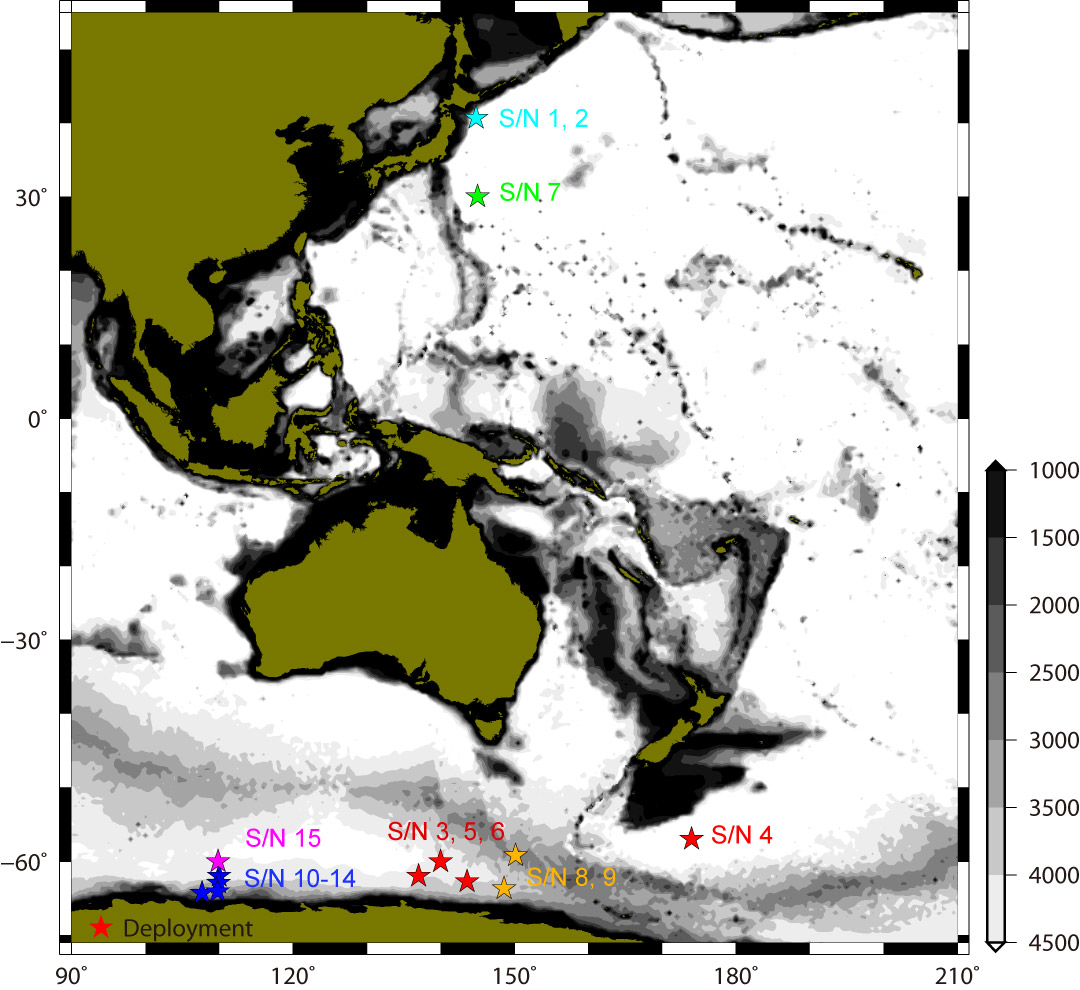 S/N 1, 2
S/N 7
30˚
0˚
1000
1500
2000
2500
−30˚
3000
3500
S/N 3, 5, 6
S/N 4
S/N 15
−60˚
S/N 8, 9
S/N 10-14
4000
Deployment
4500
90˚ 120˚ 150˚ 180˚ 210˚